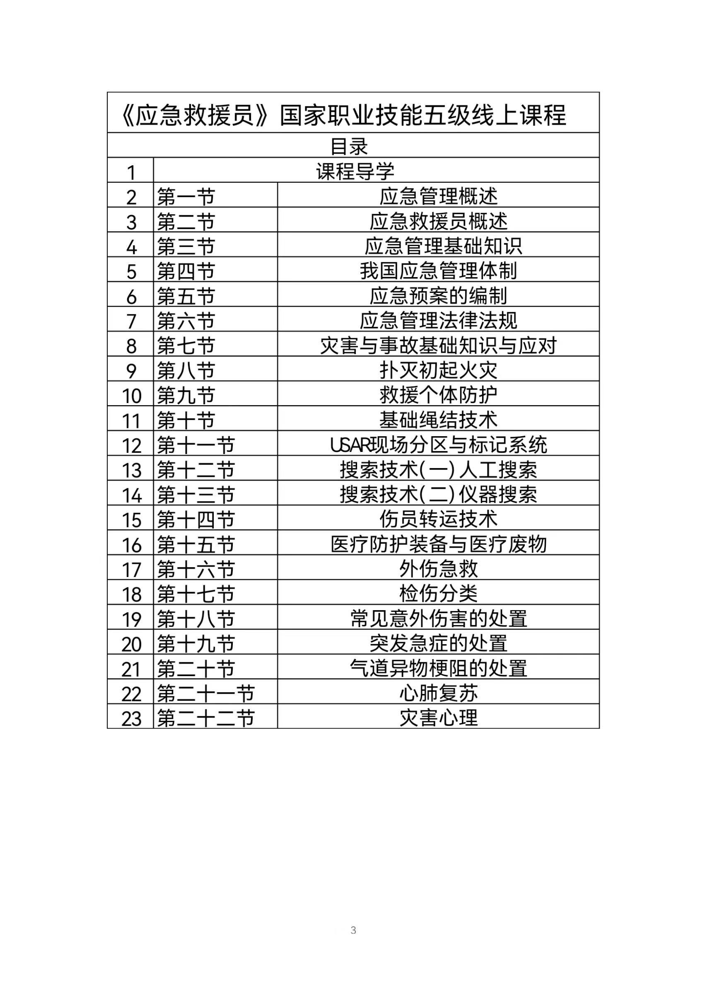 《应急救援员》国家职业技能五级线上课程
目录
1 课程导学
2 第一节 应急管理概述
3 第二节 应急救援员概述
4 第三节 应急管理基础知识
5 第四节 我国应急管理体制
6 第五节 应急预案的编制
7 第六节 应急管理法律法规
8 第七节 灾害与事故基础知识与应对
9 第八节 扑灭初起火灾
10 第九节 救援个体防护
11 第十节 基础绳结技术
12 第十一节 USAR现场分区与标记系统
13 第十二节 搜索技术(一)人工搜索
14 第十三节 搜索技术(二)仪器搜索
15 第十四节 伤员转运技术
16 第十五节 医疗防护装备与医疗废物
17 第十六节 外伤急救
18 第十七节 检伤分类
19 第十八节 常见意外伤害的处置
20 第十九节 突发急症的处置
21 第二十节 气道异物梗阻的处置
22 第二十一节 心肺复苏
23 第二十二节 灾害心理
3